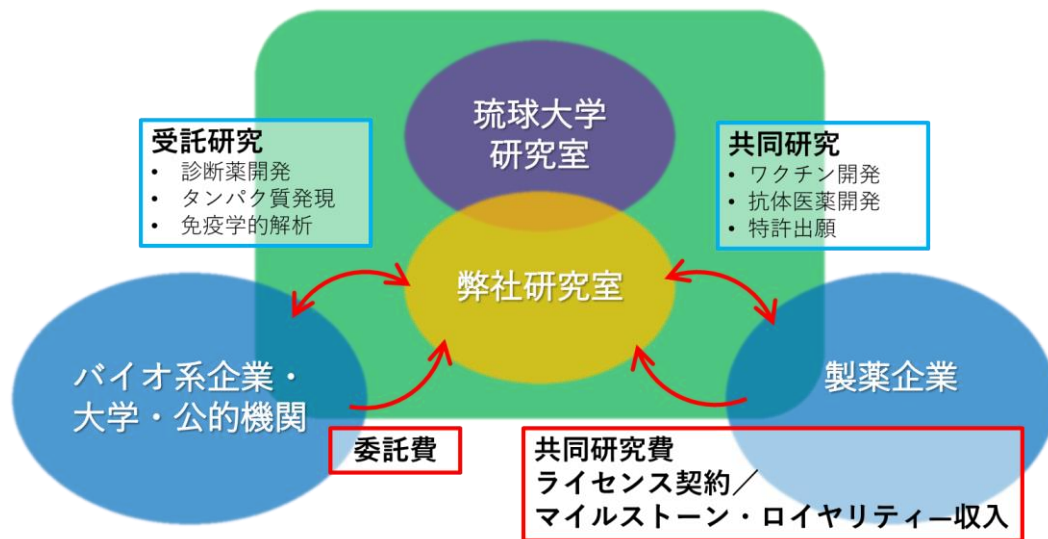 琉球大学
研究室
受託研究
• 診断薬開発
• タンパク質発現
• 免疫学的解析
共同研究
• ワクチン開発
• 抗体医薬開発
• 特許出願
弊社研究室
バイオ系企業・
大学・公的機関
製薬企業
委託費
共同研究費
ライセンス契約／
マイルストーン・ロイヤリティ―収入